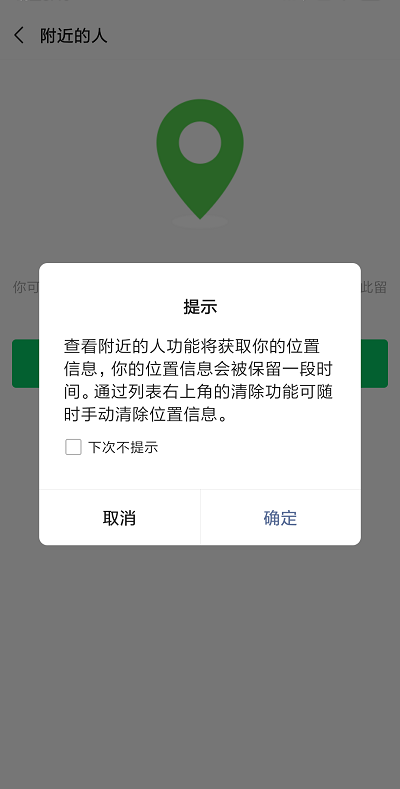 附近的人
你可
此留
提示
查看附近的人功能将获取你的位置
信息，你的位置信息会被保留一段时
间。通过列表右上角的清除功能可随
时手动清除位置信息。
下次不提示
取消
确定